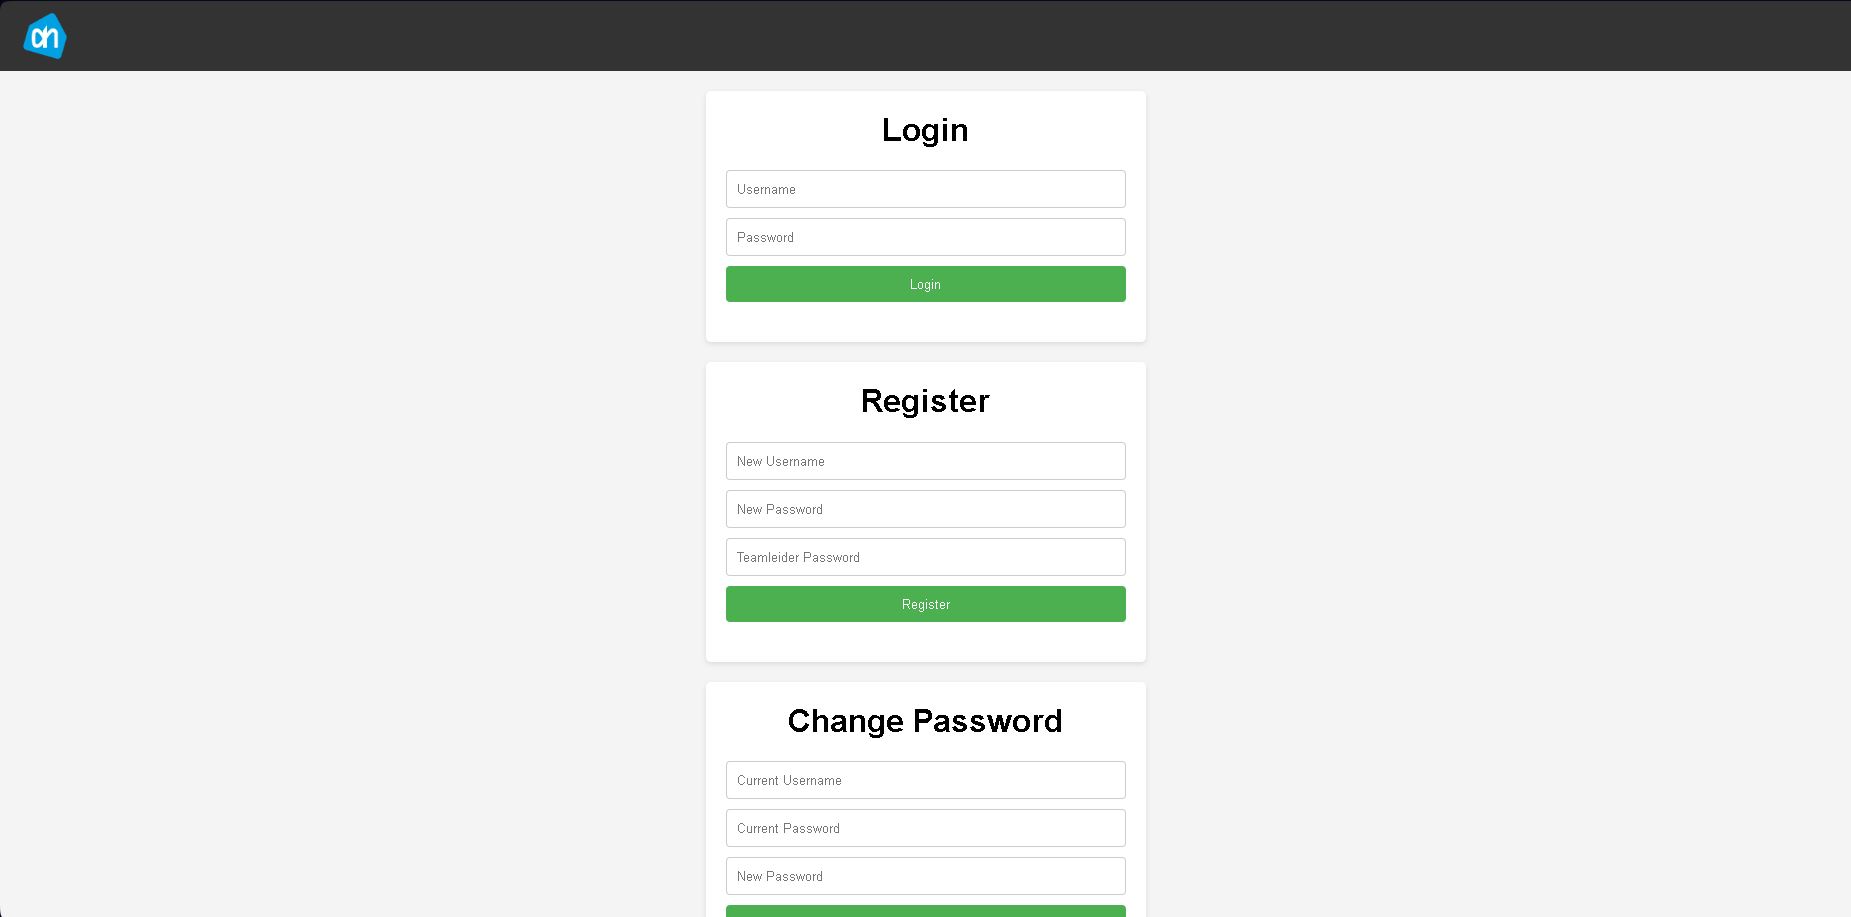 ah
Login
Username
Password
Login
Register
New Username
New Password
Teamleider Password
Register
Change Password
Current Username
Current Password
New Password